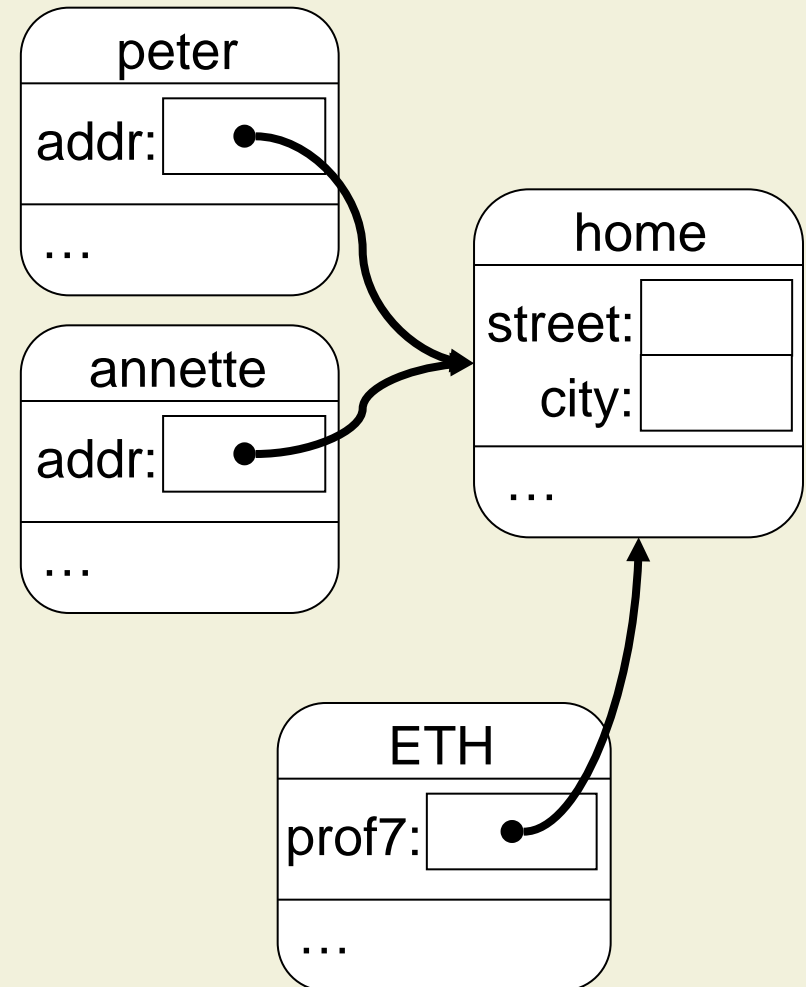 peter
addr:
…
annette
addr:
…
home
street:
city:
…
ETH
prof7:
…